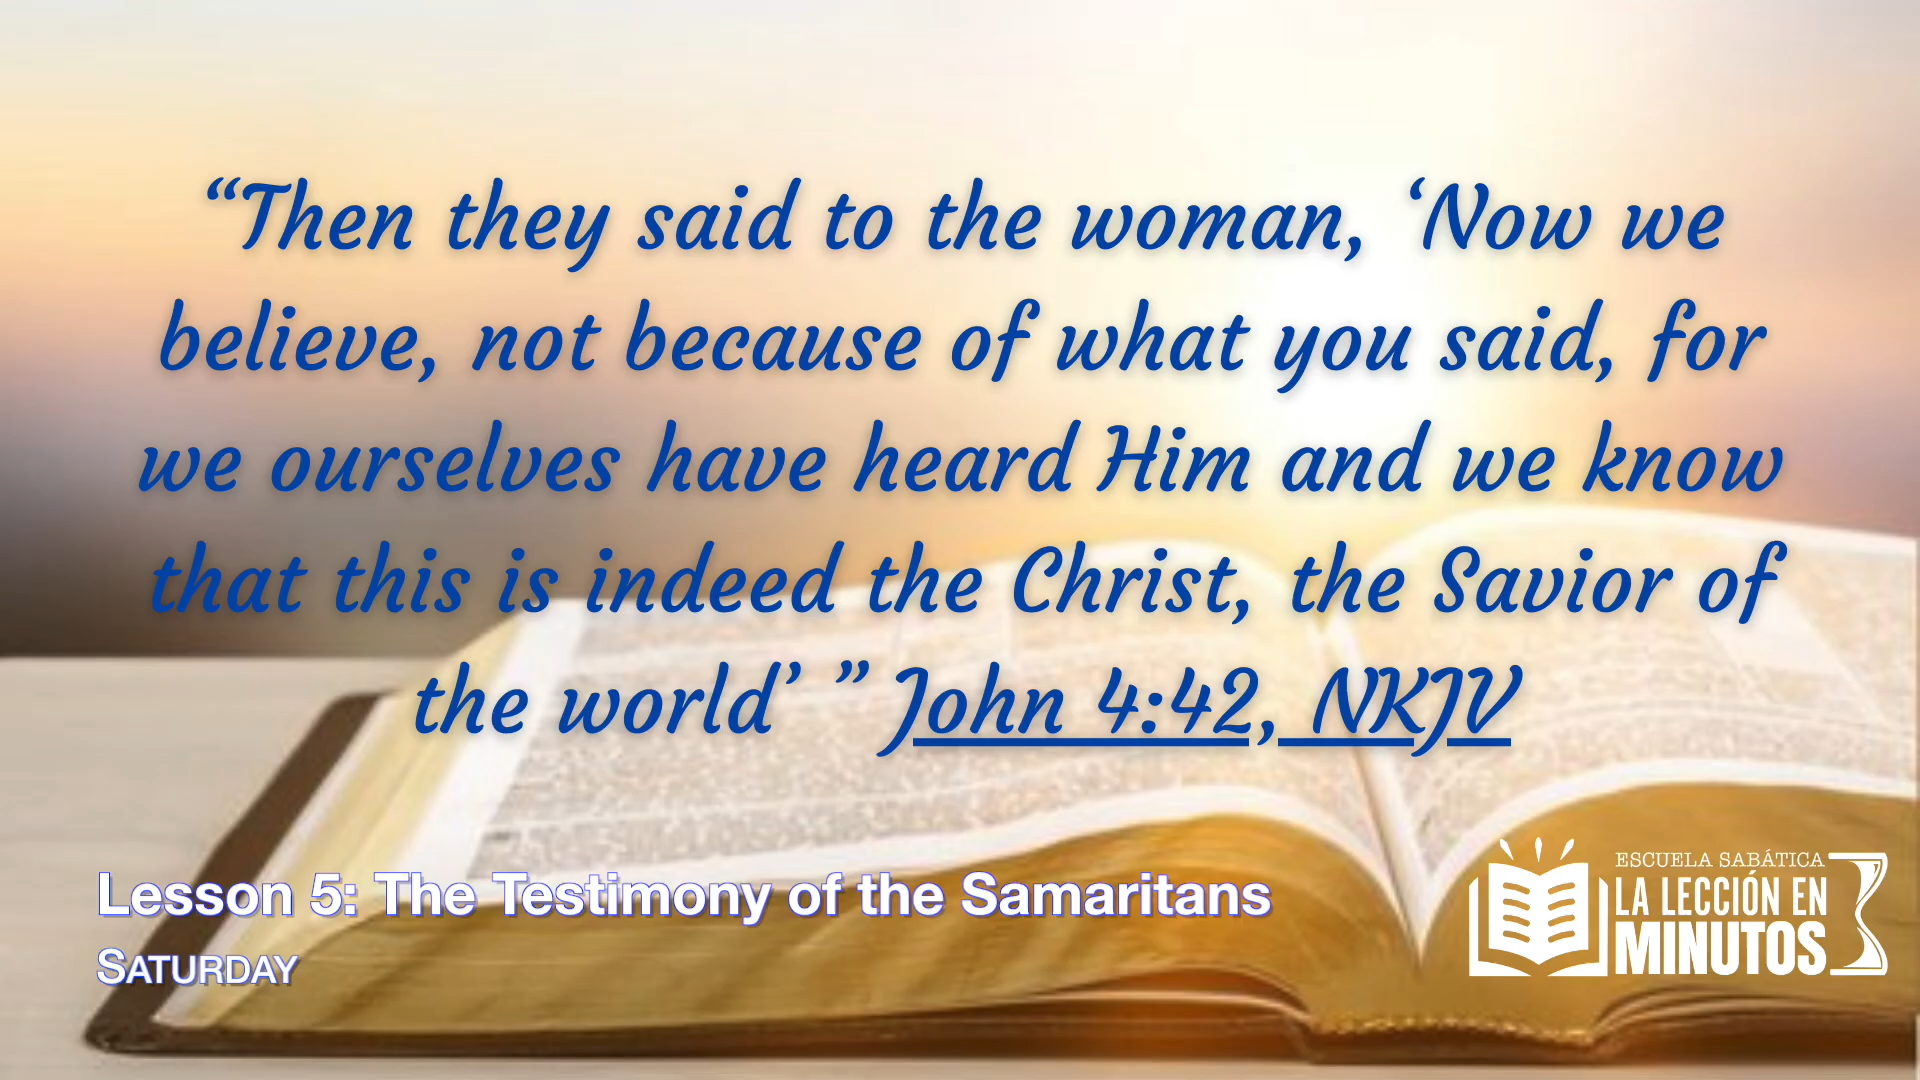 “Then they said to the woman, ‘Now we
believe, not because of what you said, for
we ourselves have heard Him and we know
that this is indeed the Christ, the Savior of
the world’ ” John 4:42, NKJV
Lesson 5: The Testimony of the Samaritans
SATURDAY
ESCUELA SABÁTICA
LA LECCIÓN EN 3
MINUTOS